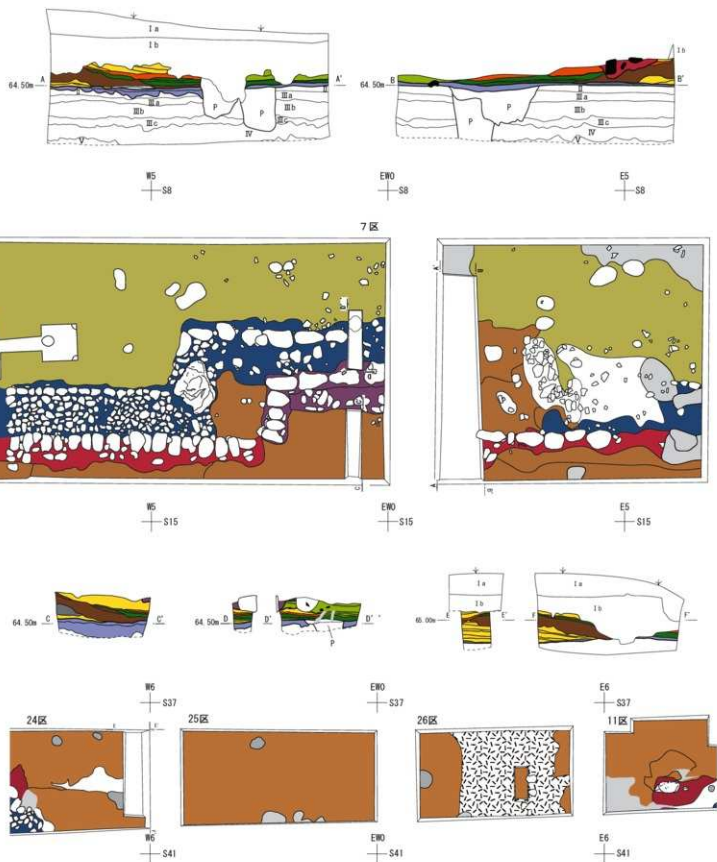 Ⅰa
Ⅰb
A
64.50m
A'
Ⅱ
Ⅲa
Ⅲb
Ⅲc
Ⅳ
Ⅴ
P
P
B
64.50m
Ⅰb
B'
Ⅱ
Ⅲa
Ⅲb
Ⅲc
Ⅳ
Ⅴ
P
P
W5
S8
EW0
S8
E5
S8
7区
W5
S15
EW0
S15
E5
S15
C
64.50m
C'
D
64.50m
D'
D'
P
Ⅰa
Ⅰb
E
65.00m
E'
Ⅰa
Ⅰb
F
F'
W6
S37
EW0
S37
E6
S37
24区
25区
26区
11区
W6
S41
EW0
S41
E6
S41